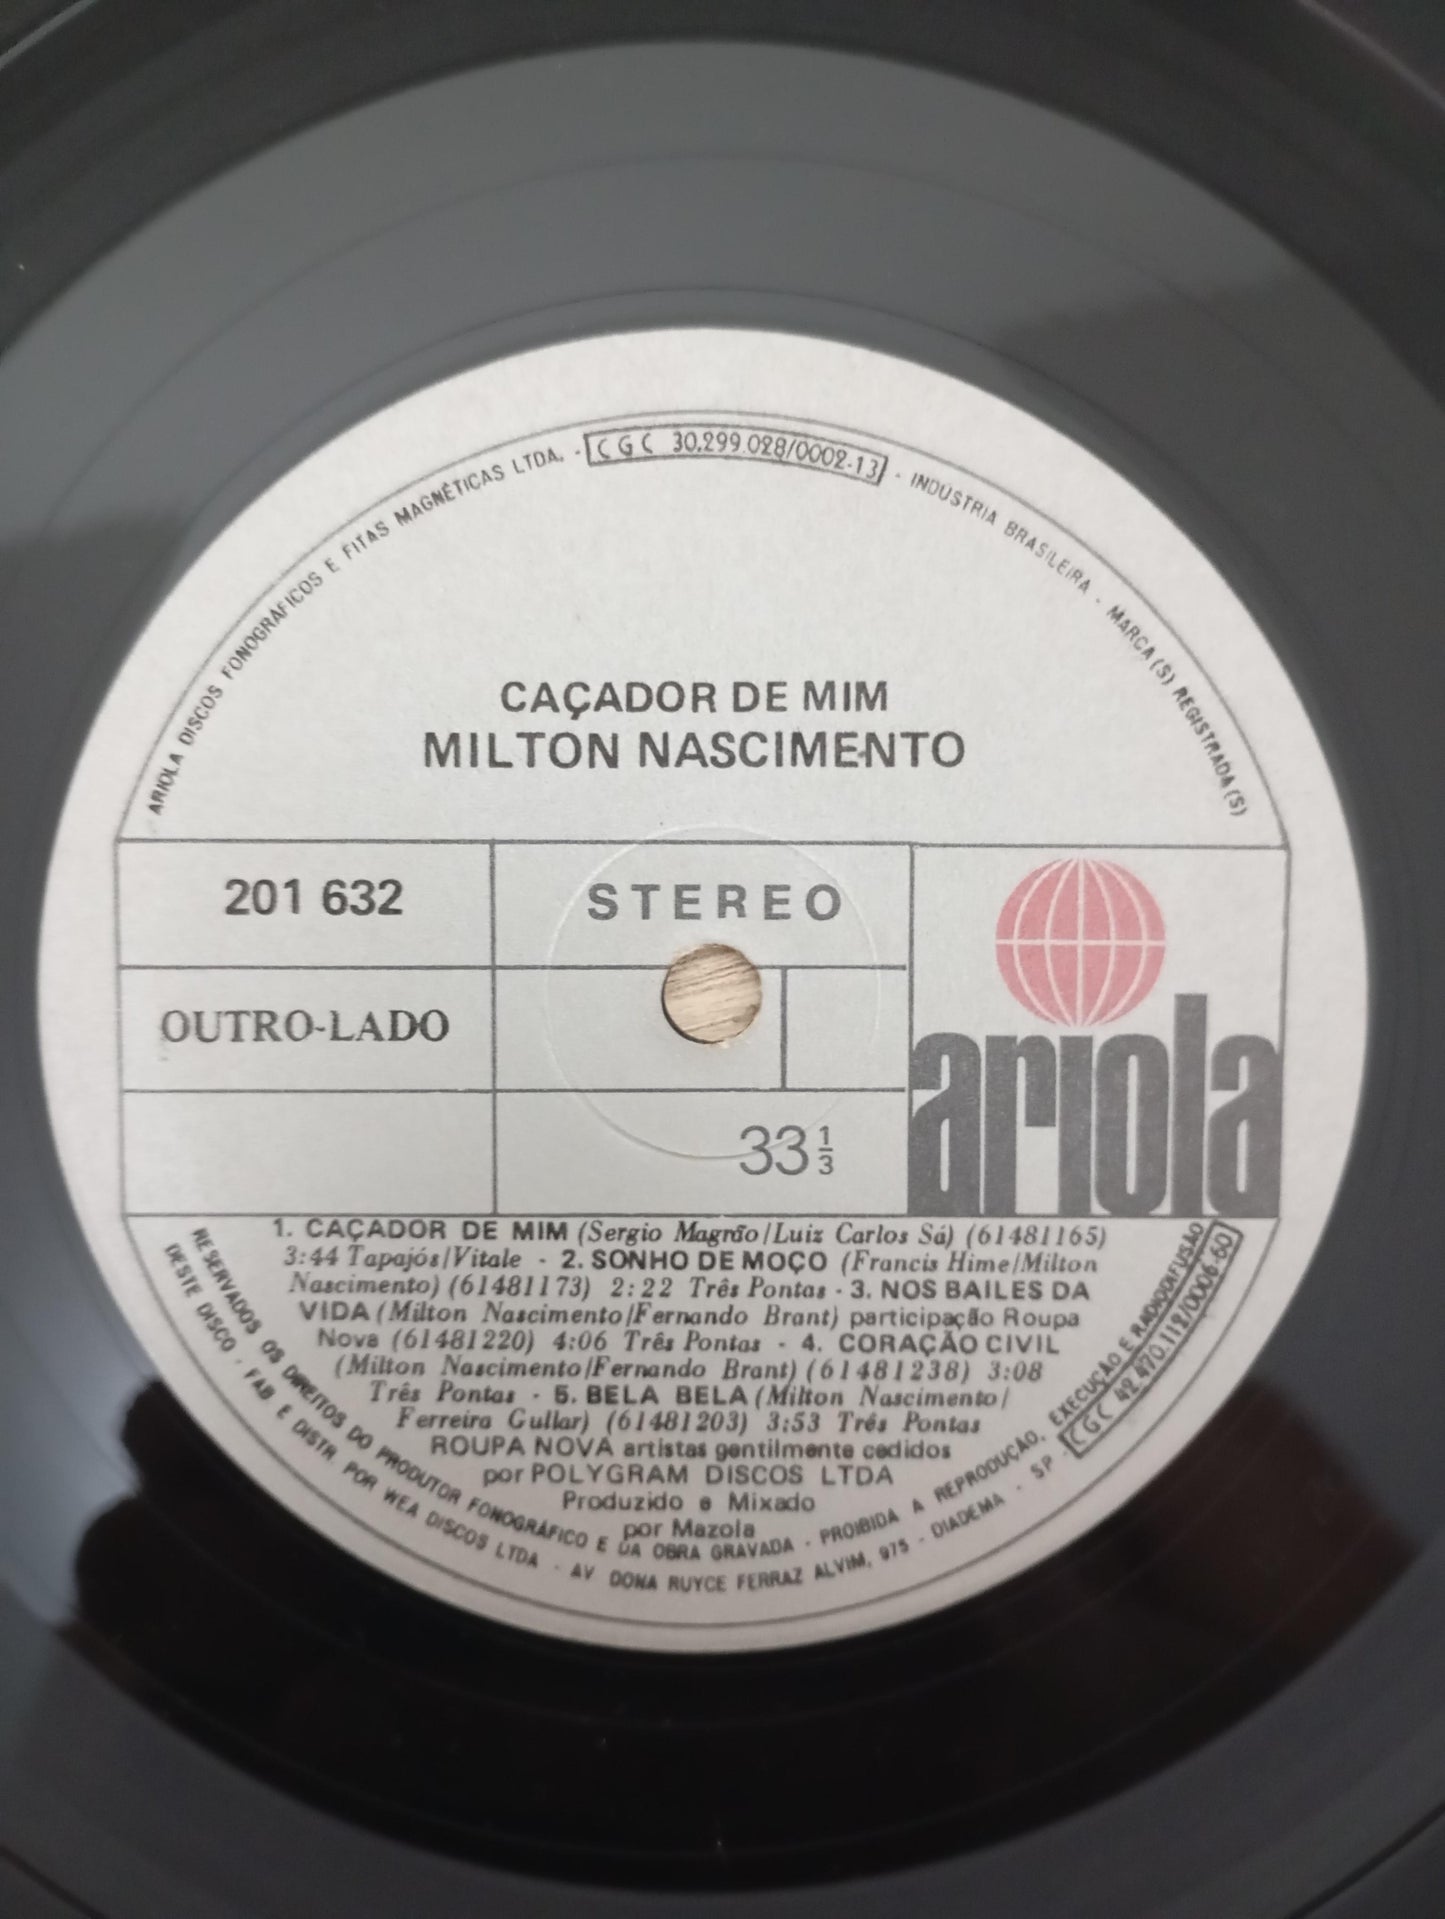 ARIOLA DISCOS FONOGRÁFICOS E FITAS MAGNÉTICAS LTDA. - CGC 30.299.028/0002-13 - INDÚSTRIA BRASILEIRA - MARCA(S) REGISTRADA(S)
CAÇADOR DE MIM
MILTON NASCIMENTO
201 632
STEREO
OUTRO-LADO
33 1/3
ariola
1. CAÇADOR DE MIM (Sergio Magrão/Luiz Carlos Sá) (61481165)
3:44 Tapajós/Vitale - 2. SONHO DE MOÇO (Francis Hime/Milton
Nascimento) (61481173) 2:22 Três Pontas - 3. NOS BAILES DA
VIDA (Milton Nascimento/Fernando Brant) participação Roupa
Nova (61481220) 4:06 Três Pontas - 4. CORAÇÃO CIVIL
(Milton Nascimento/Fernando Brant) (61481238) 3:08
Três Pontas - 5. BELA BELA (Milton Nascimento/
Ferreira Gullar) (61481203) 3:53 Três Pontas
ROUPA NOVA artistas gentilmente cedidos
por POLYGRAM DISCOS LTDA
Produzido e Mixado
por Mazola
RESERVADOS OS DIREITOS DO PRODUTOR FONOGRÁFICO E DA OBRA GRAVADA - PROIBIDA A REPRODUÇÃO, EXECUÇÃO E RADIODIFUSÃO
DESTE DISCO - FAB E DISTR POR WEA DISCOS LTDA - AV DONA RUYCE FERRAZ ALVIM, 975 - DIADEMA - SP - CGC 42.470.112/0006-60